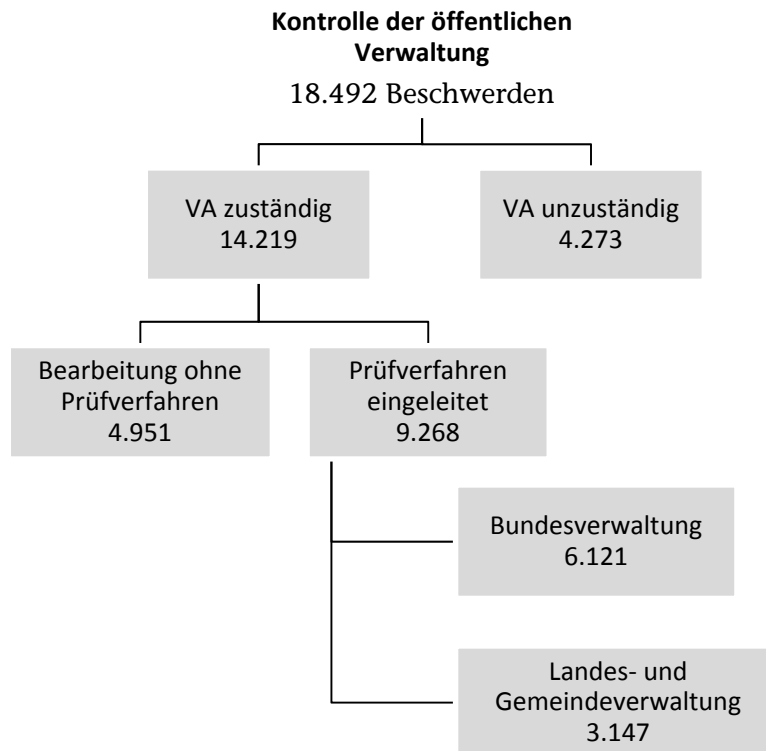 Kontrolle der öffentlichen
Verwaltung
18.492 Beschwerden
VA zuständig
14.219
VA unzuständig
4.273
Bearbeitung ohne
Prüfverfahren
4.951
Prüfverfahren
eingeleitet
9.268
Bundesverwaltung
6.121
Landes- und
Gemeindeverwaltung
3.147